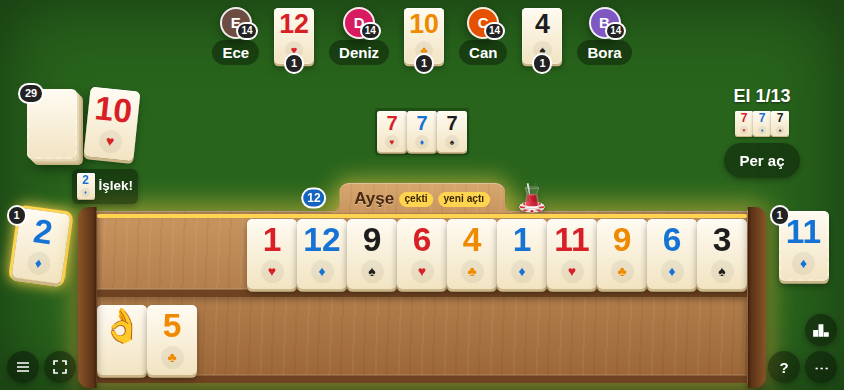 E 14 12 ♥ 1 D 14 10 ♣ 1 C 14 4 ♠ 1 B 14
Ece Deniz Can Bora
29 10 ♥
7 ♥ 7 ♦ 7 ♠
El 1/13
7 ♥ 7 ♦ 7 ♠
Per aç
2 ♦ İşlek!
12 Ayşe çekti yeni açtı
1 2 ♦
1 ♥ 12 ♦ 9 ♠ 6 ♥ 4 ♣ 1 ♦ 11 ♥ 9 ♣ 6 ♦ 3 ♠
1 11 ♦
👌 5 ♣
? ...